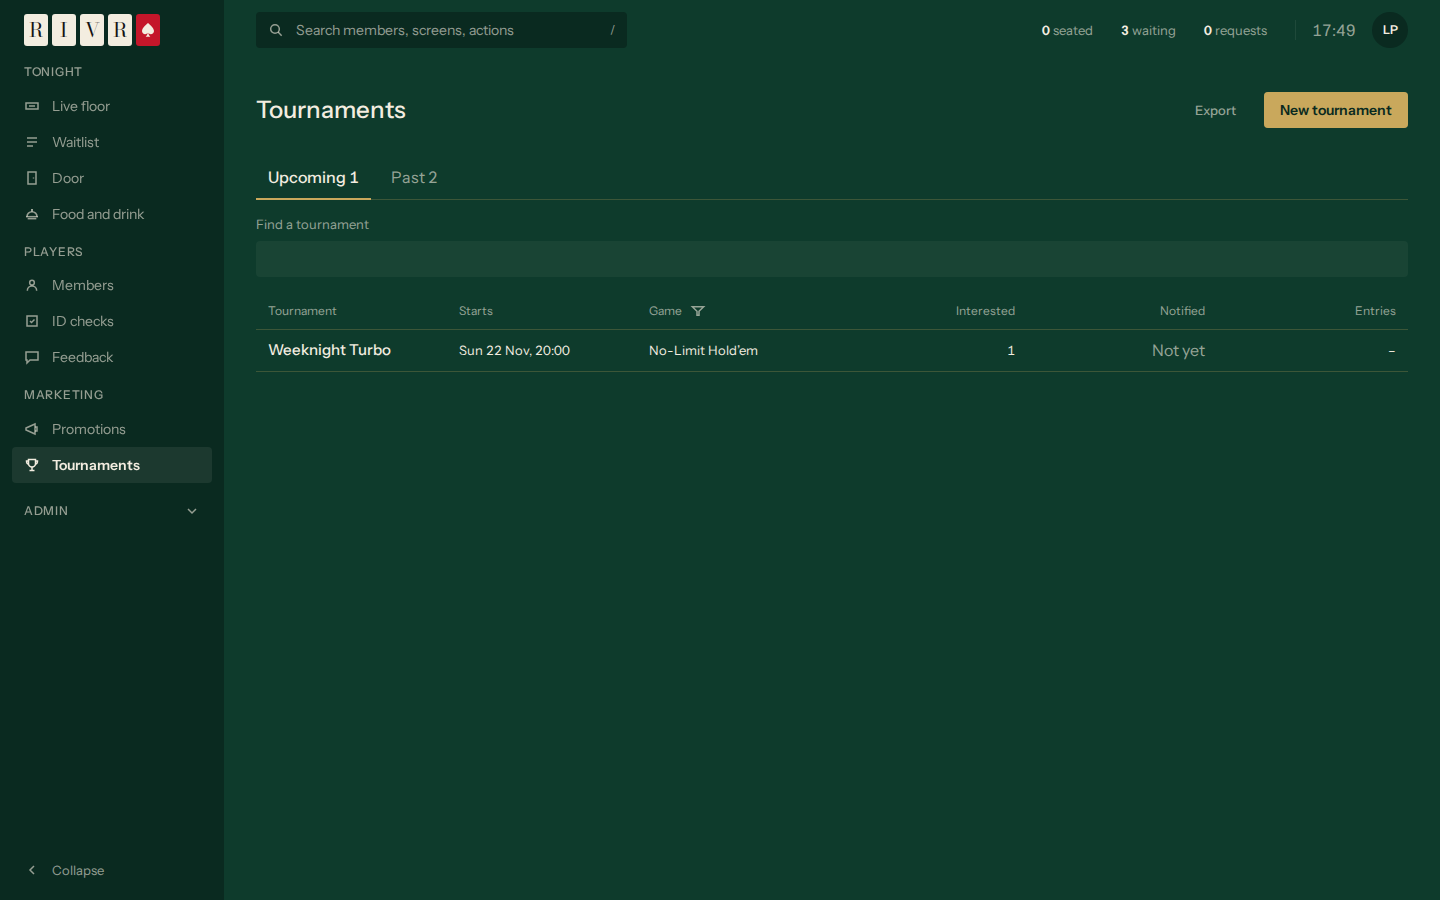 RIVR
Search members, screens, actions /
0 seated 3 waiting 0 requests 17:49 LP
TONIGHT
Live floor
Waitlist
Door
Food and drink
PLAYERS
Members
ID checks
Feedback
MARKETING
Promotions
Tournaments
ADMIN
Collapse
Tournaments
Export New tournament
Upcoming 1 Past 2
Find a tournament
Tournament Starts Game Interested Notified Entries
Weeknight Turbo Sun 22 Nov, 20:00 No-Limit Hold'em 1 Not yet –